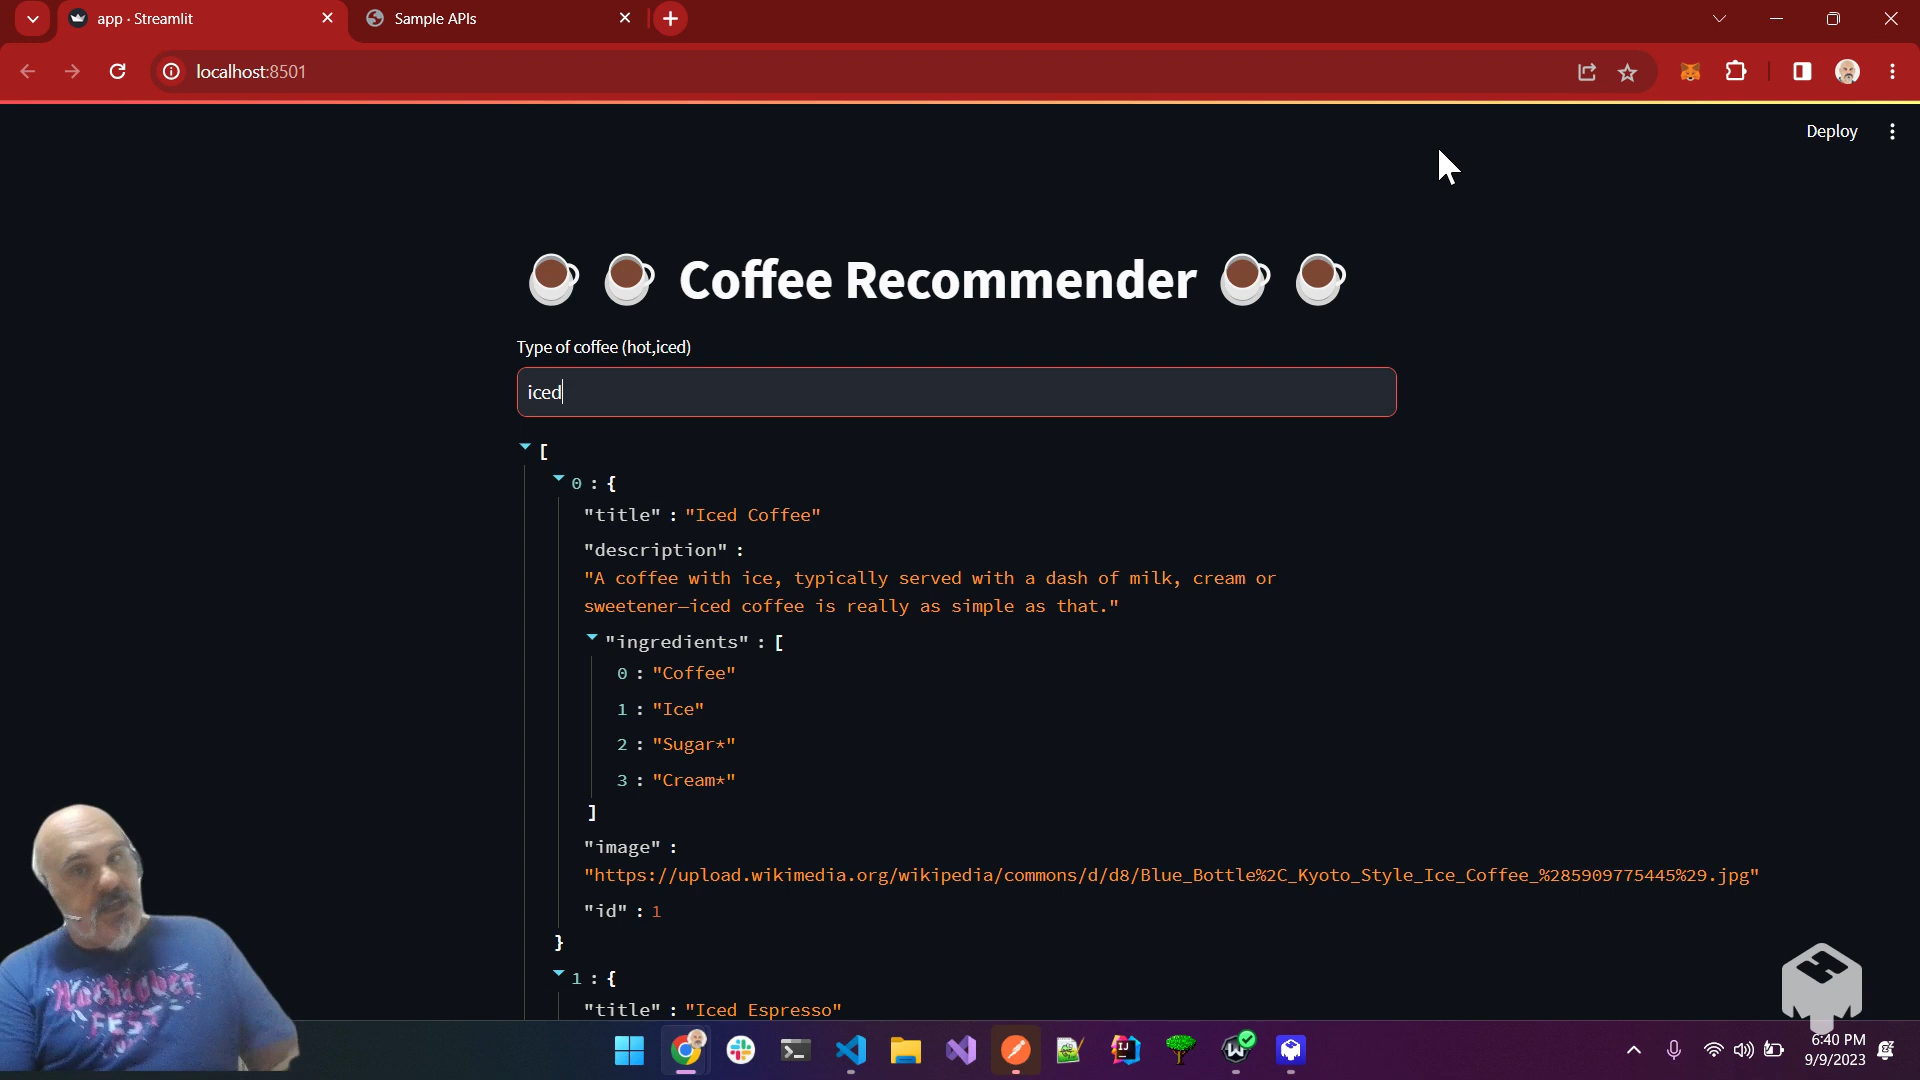 app · Streamlit
Sample APIs
localhost:8501
Deploy
Coffee Recommender
Type of coffee (hot,iced)
iced
[
0 : {
"title" : "Iced Coffee"
"description" :
"A coffee with ice, typically served with a dash of milk, cream or
sweetener—iced coffee is really as simple as that."
"ingredients" : [
0 : "Coffee"
1 : "Ice"
2 : "Sugar*"
3 : "Cream*"
]
"image" :
"https://upload.wikimedia.org/wikipedia/commons/d/d8/Blue_Bottle%2C_Kyoto_Style_Ice_Coffee_%285909775445%29.jpg"
"id" : 1
}
1 : {
"title" : "Iced Espresso"
Hacktoberfest
FEST
6:40 PM
9/9/2023